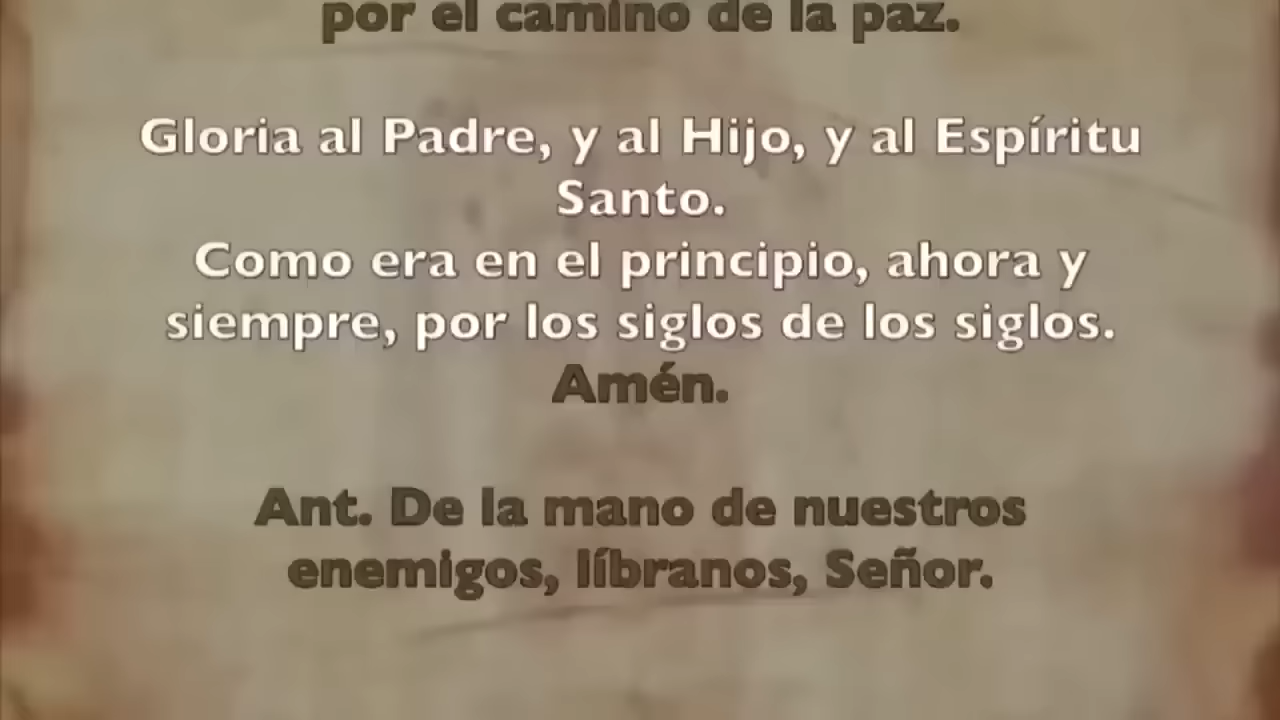 por el camino de la paz.
Gloria al Padre, y al Hijo, y al Espíritu
Santo.
Como era en el principio, ahora y
siempre, por los siglos de los siglos.
Amén.
Ant. De la mano de nuestros
enemigos, líbranos, Señor.